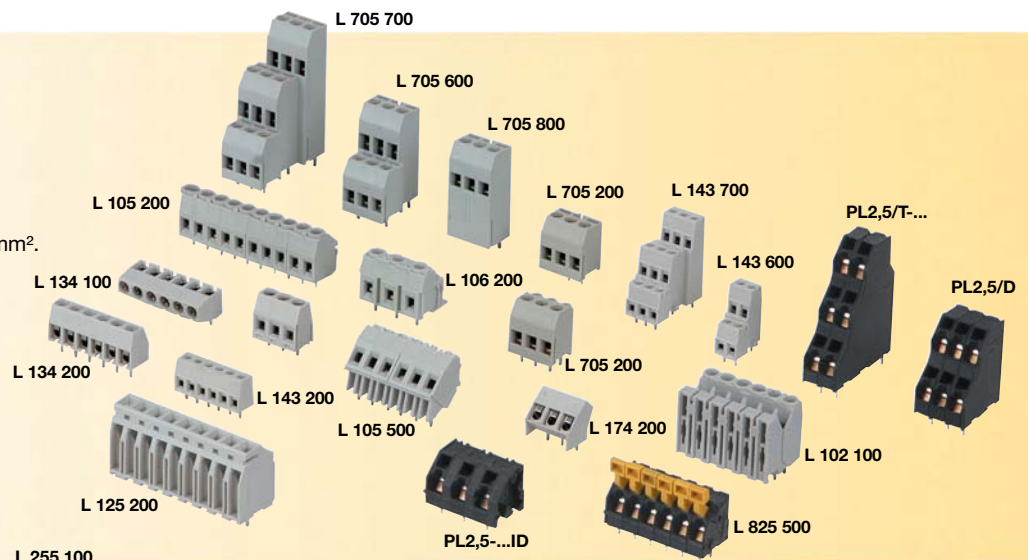 L 705 700
L 705 600
L 705 800
L 105 200
L 705 200
L 143 700
PL2,5/T-...
mm².
L 134 100
L 106 200
L 143 600
PL2,5/D
L 134 200
L 143 200
L 705 200
L 105 500
L 174 200
L 102 100
L 125 200
PL2,5-...ID
L 825 500
L 255 100